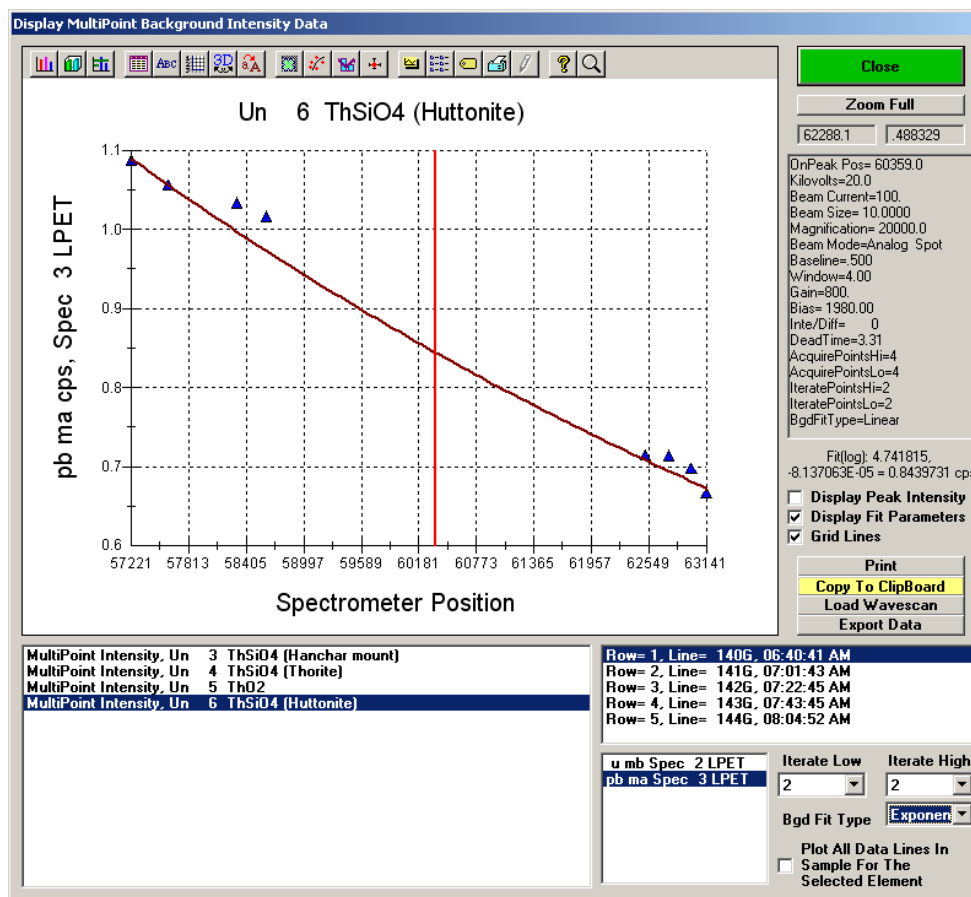 Display MultiPoint Background Intensity Data
ABC
3D
Un 6 ThSiO4 (Huttonite)
pb ma cps, Spec 3 LPET
1.1
1.0
0.9
0.8
0.7
0.6
57221 57813 58405 58997 59589 60181 60773 61365 61957 62549 63141
Spectrometer Position
Close
Zoom Full
62288.1 .488329
OnPeak Pos= 60359.0
Kilovolts=20.0
Beam Current=100.
Beam Size= 10.0000
Magnification= 20000.0
Beam Mode=Analog Spot
Baseline=.500
Window=4.00
Gain=800.
Bias= 1980.00
Inte/Diff= 0
DeadTime=3.31
AcquirePointsHi=4
AcquirePointsLo=4
IteratePointsHi=2
IteratePointsLo=2
BgdFitType=Linear
Fit(log): 4.741815,
-8.137063E-05 = 0.8439731 cps
Display Peak Intensity
Display Fit Parameters
Grid Lines
Print
Copy To ClipBoard
Load Wavescan
Export Data
MultiPoint Intensity, Un 3 ThSiO4 (Hanchar mount)
MultiPoint Intensity, Un 4 ThSiO4 (Thorite)
MultiPoint Intensity, Un 5 ThO2
MultiPoint Intensity, Un 6 ThSiO4 (Huttonite)
Row= 1, Line= 140G, 06:40:41 AM
Row= 2, Line= 141G, 07:01:43 AM
Row= 3, Line= 142G, 07:22:45 AM
Row= 4, Line= 143G, 07:43:45 AM
Row= 5, Line= 144G, 08:04:52 AM
u mb Spec 2 LPET
pb ma Spec 3 LPET
Iterate Low Iterate High
2 2
Bgd Fit Type Exponen
Plot All Data Lines In
Sample For The
Selected Element